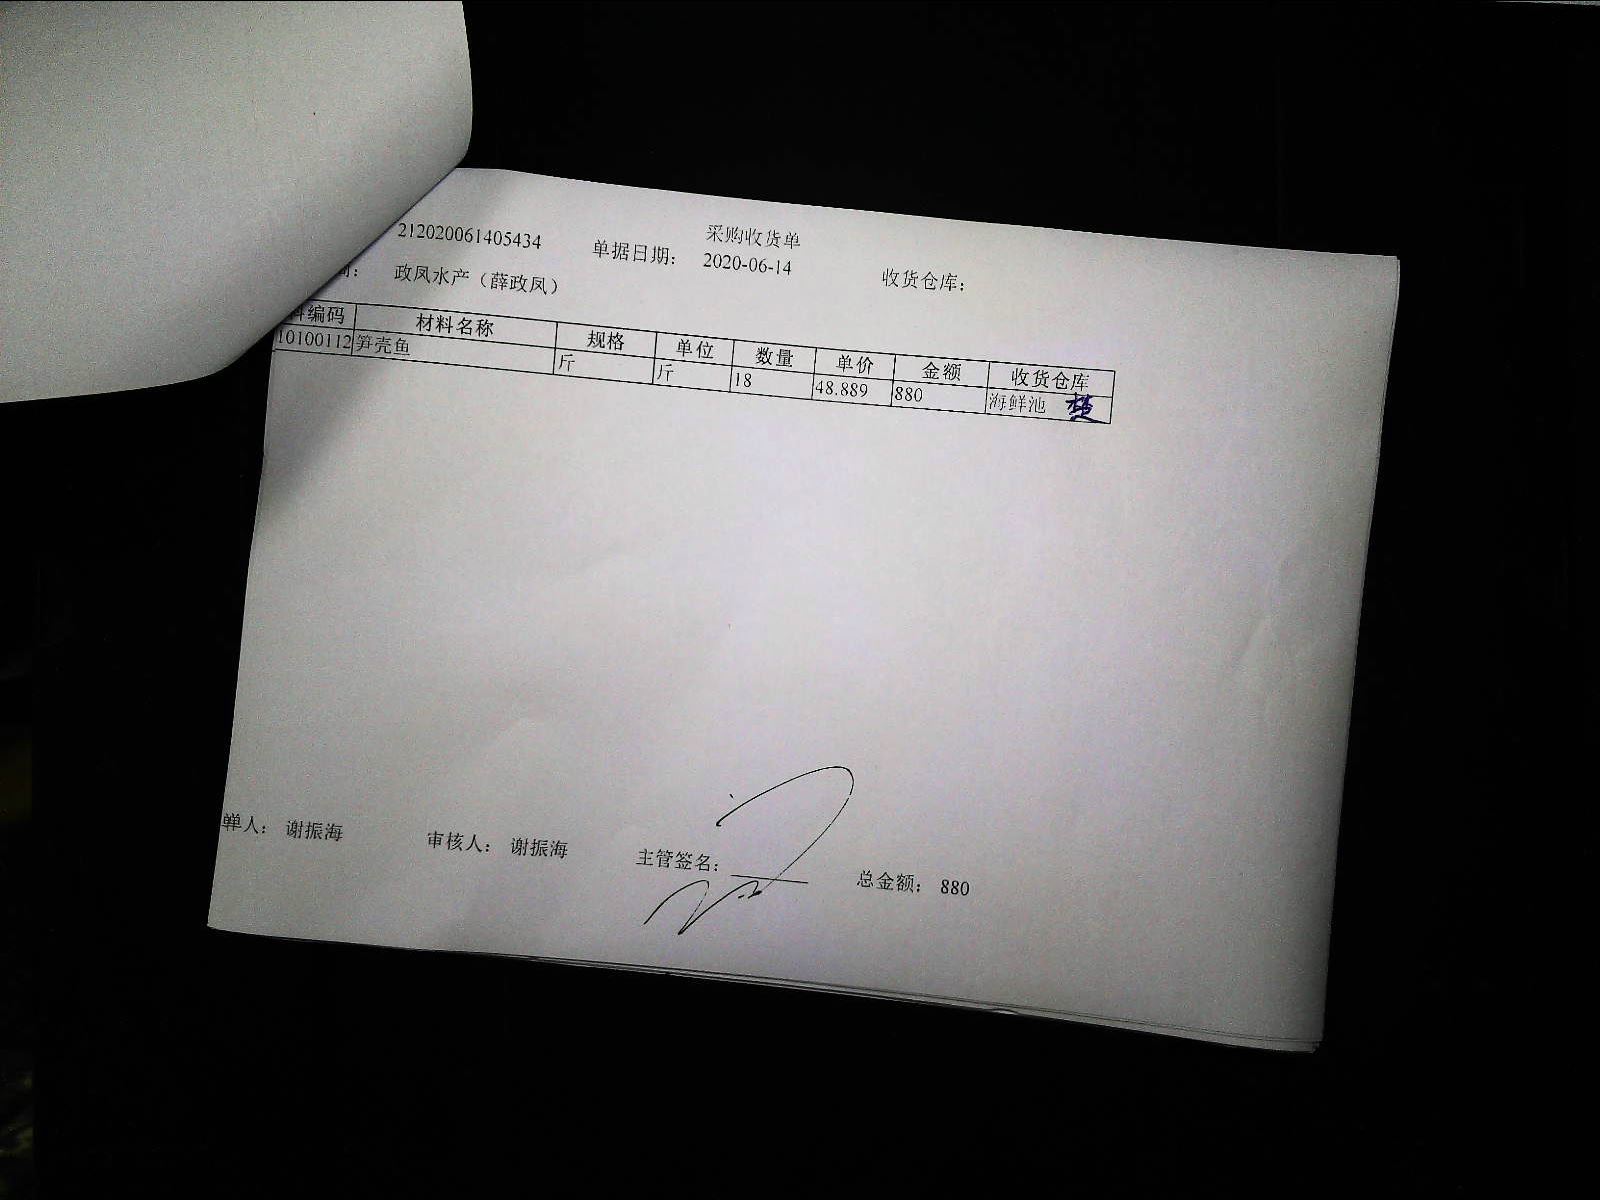 采购收货单
212020061405434 单据日期: 2020-06-14 收货仓库:
政凤水产（薛政凤）
料编码 材料名称 规格 单位 数量 单价 金额 收货仓库
10100112 笋壳鱼 斤 斤 18 48.889 880 海鲜池
单人: 谢振海 审核人: 谢振海 主管签名: 总金额: 880